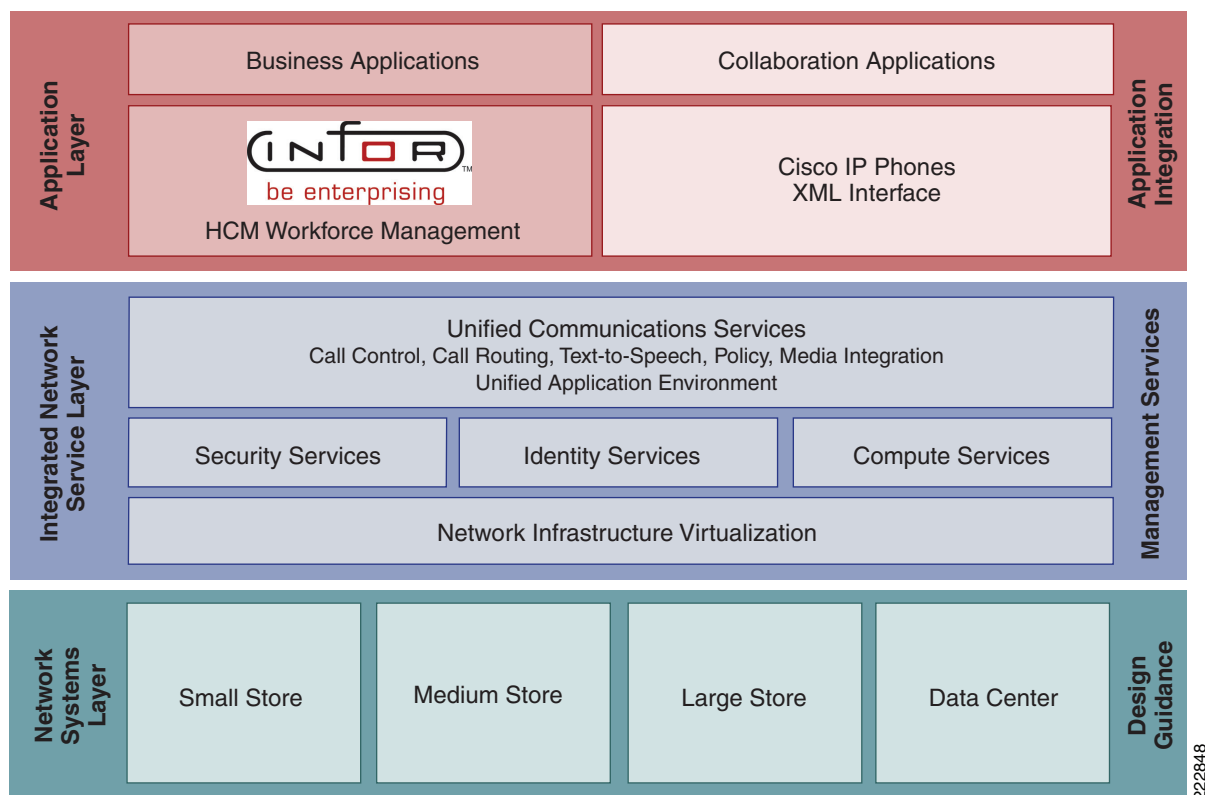 Application
Layer
Business Applications
Collaboration Applications
INFOR TM
be enterprising
HCM Workforce Management
Cisco IP Phones
XML Interface
Application
Integration
Integrated Network
Service Layer
Unified Communications Services
Call Control, Call Routing, Text-to-Speech, Policy, Media Integration
Unified Application Environment
Security Services
Identity Services
Compute Services
Network Infrastructure Virtualization
Management Services
Network
Systems
Layer
Small Store
Medium Store
Large Store
Data Center
Design
Guidance
222848